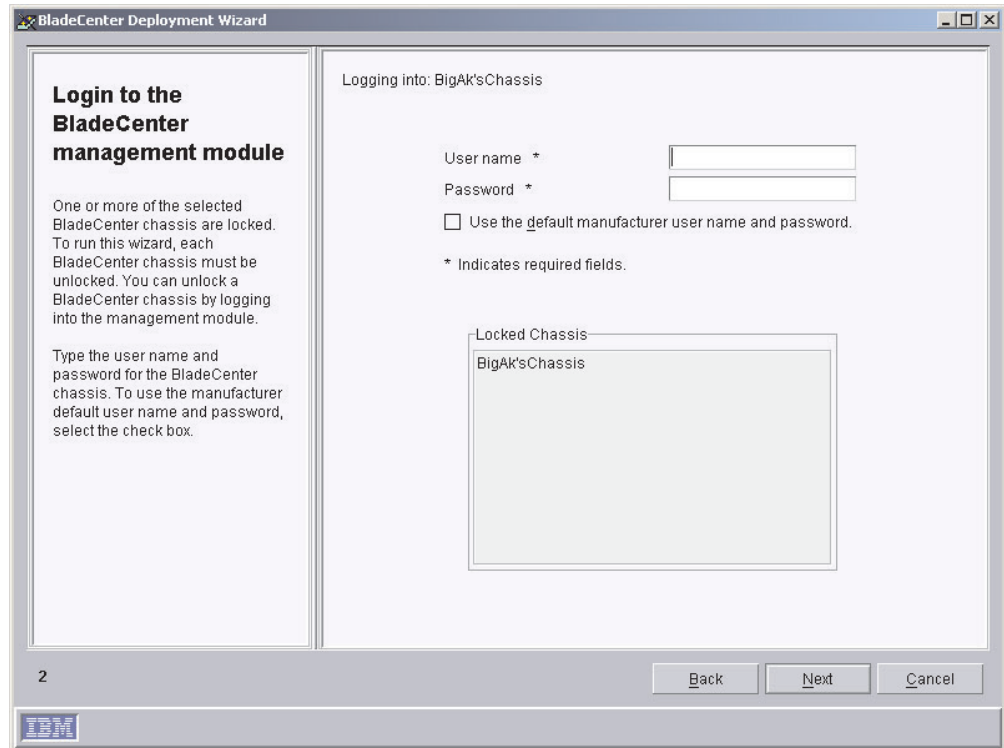 BladeCenter Deployment Wizard
Login to the
BladeCenter
management module
One or more of the selected
BladeCenter chassis are locked.
To run this wizard, each
BladeCenter chassis must be
unlocked. You can unlock a
BladeCenter chassis by logging
into the management module.
Type the user name and
password for the BladeCenter
chassis. To use the manufacturer
default user name and password,
select the check box.
Logging into: BigAk'sChassis
User name *
Password *
Use the default manufacturer user name and password.
* Indicates required fields.
Locked Chassis
BigAk'sChassis
2
Back
Next
Cancel
IBM